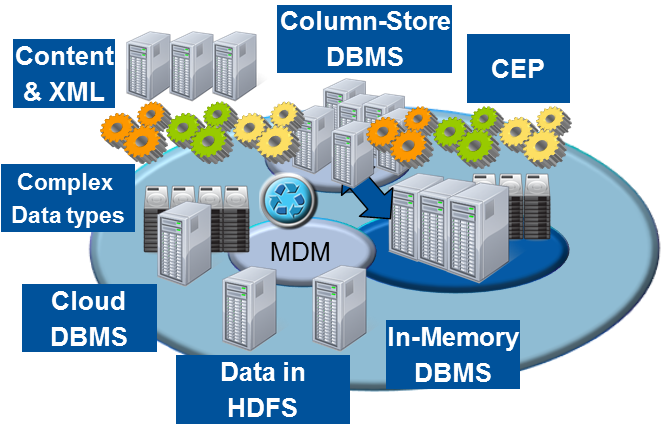 Column-Store
DBMS
Content
& XML
CEP
Complex
Data types
MDM
Cloud
DBMS
In-Memory
DBMS
Data in
HDFS